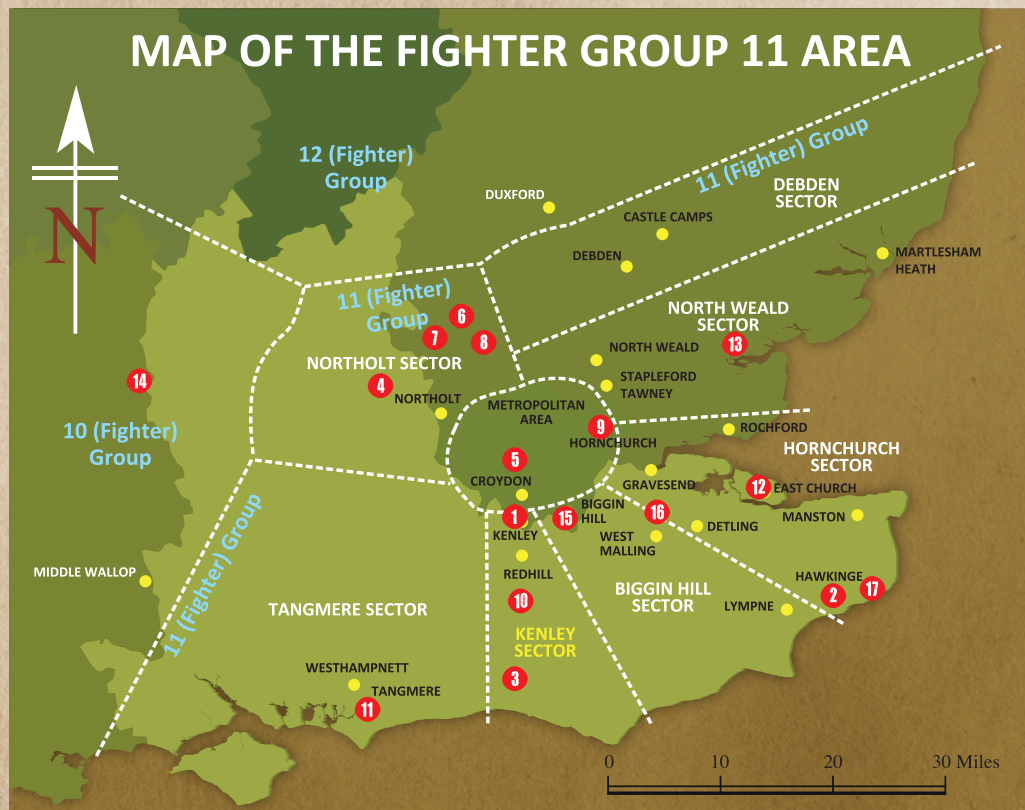 MAP OF THE FIGHTER GROUP 11 AREA
N
12 (Fighter)
Group
11 (Fighter) Group
DEBDEN
SECTOR
DUXFORD
CASTLE CAMPS
DEBDEN
MARTLESHAM
HEATH
11 (Fighter)
Group
6
7
8
NORTH WEALD
SECTOR
13
NORTHOLT SECTOR
4
NORTHOLT
NORTH WEALD
STAPLEFORD
TAWNEY
14
10 (Fighter)
Group
METROPOLITAN
AREA
9
HORNCHURCH
ROCHFORD
HORNCHURCH
SECTOR
5
CROYDON
GRAVESEND
12
EAST CHURCH
1
KENLEY
15
BIGGIN
HILL
16
WEST
MALLING
DETLING
MANSTON
11 (Fighter) Group
MIDDLE WALLOP
REDHILL
10
TANGMERE SECTOR
BIGGIN HILL
SECTOR
LYMPNE
HAWKINGE
2
17
KENLEY
SECTOR
3
WESTHAMPNETT
TANGMERE
11
0 10 20 30 Miles